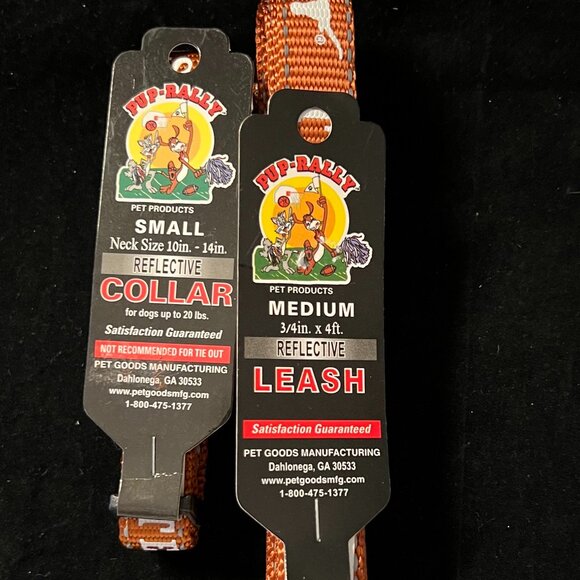 PUP-RALLY
PET PRODUCTS
SMALL
Neck Size 10in. - 14in.
REFLECTIVE
COLLAR
for dogs up to 20 lbs.
Satisfaction Guaranteed
NOT RECOMMENDED FOR TIE OUT
PET GOODS MANUFACTURING
Dahlonega, GA 30533
www.petgoodsmfg.com
1-800-475-1377
PUP-RALLY
PET PRODUCTS
MEDIUM
3/4in. x 4ft.
REFLECTIVE
LEASH
Satisfaction Guaranteed
PET GOODS MANUFACTURING
Dahlonega, GA 30533
www.petgoodsmfg.com
1-800-475-1377